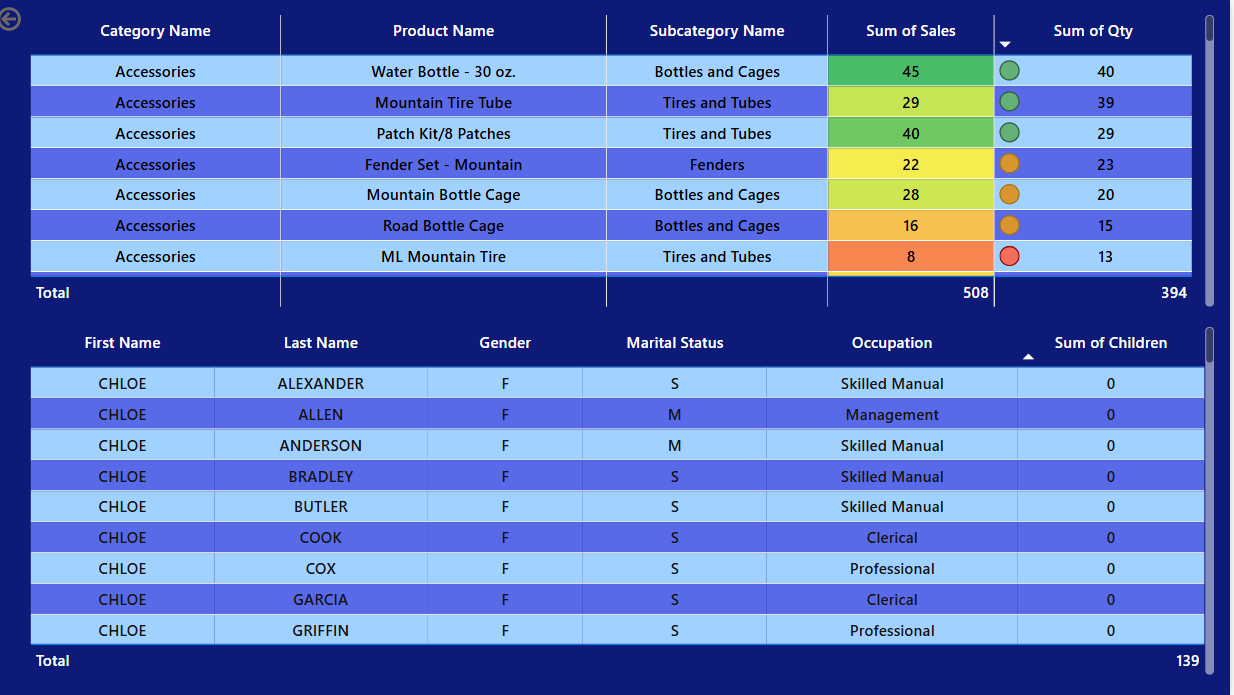 Category Name Product Name Subcategory Name Sum of Sales Sum of Qty
Accessories Water Bottle - 30 oz. Bottles and Cages 45 40
Accessories Mountain Tire Tube Tires and Tubes 29 39
Accessories Patch Kit/8 Patches Tires and Tubes 40 29
Accessories Fender Set - Mountain Fenders 22 23
Accessories Mountain Bottle Cage Bottles and Cages 28 20
Accessories Road Bottle Cage Bottles and Cages 16 15
Accessories ML Mountain Tire Tires and Tubes 8 13
Total 508 394
First Name Last Name Gender Marital Status Occupation Sum of Children
CHLOE ALEXANDER F S Skilled Manual 0
CHLOE ALLEN F M Management 0
CHLOE ANDERSON F M Skilled Manual 0
CHLOE BRADLEY F S Skilled Manual 0
CHLOE BUTLER F S Skilled Manual 0
CHLOE COOK F S Clerical 0
CHLOE COX F S Professional 0
CHLOE GARCIA F S Clerical 0
CHLOE GRIFFIN F S Professional 0
Total 139